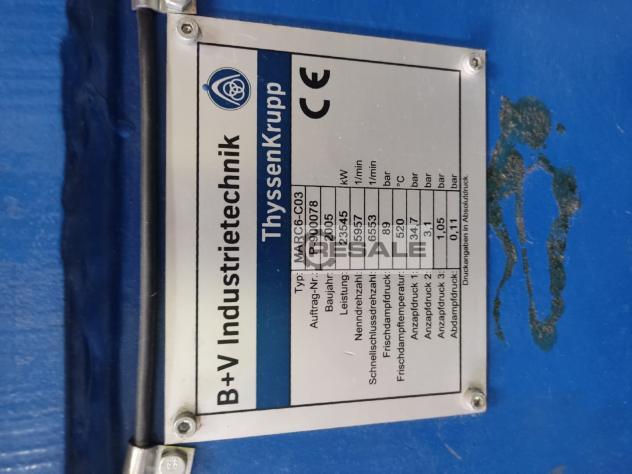 B+V Industrietechnik
ThyssenKrupp
CE
Typ: MARC6-C03
Auftrag-Nr.: P-900078
Baujahr: 2005
Leistung: 23545 kW
Nenndrehzahl: 5957 1/min
Schnellschlussdrehzahl: 6553 1/min
Frischdampfdruck: 89 bar
Frischdampftemperatur: 520 °C
Anzapfdruck 1: 34,7 bar
Anzapfdruck 2: 3,1 bar
Anzapfdruck 3: 1,05 bar
Abdampfdruck: 0,11 bar
Druckangaben in Absolutdruck
RESALE